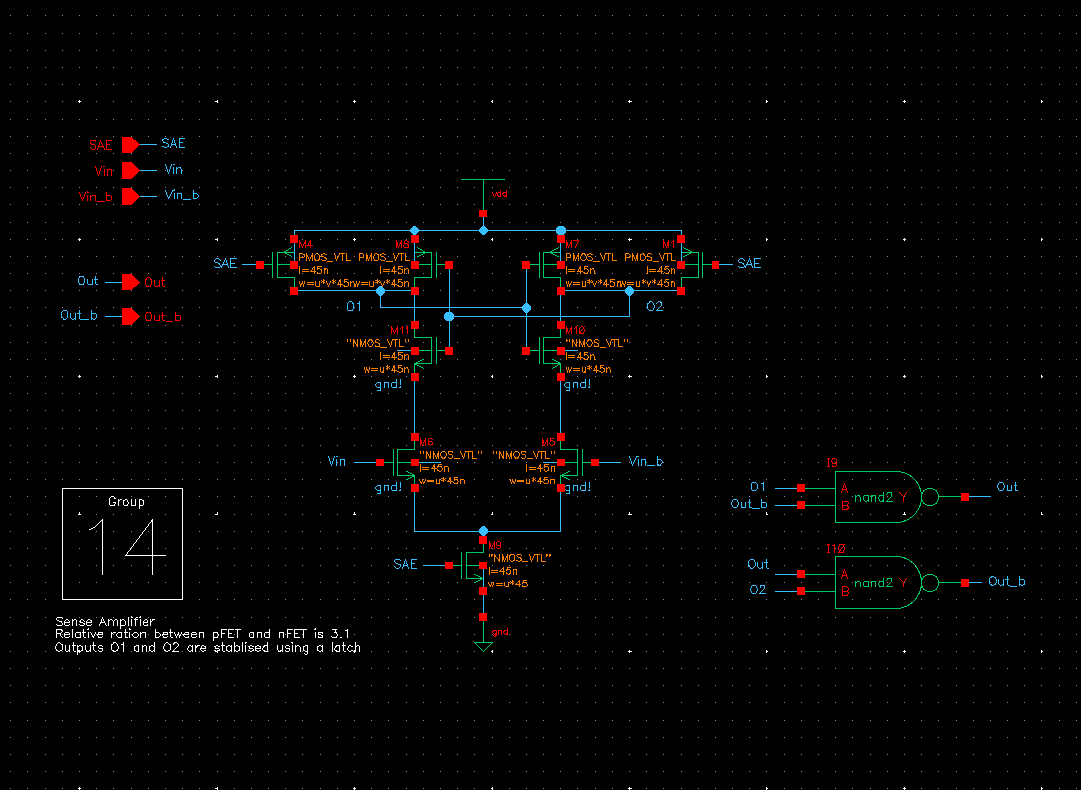 SAE SAE
Vin Vin
Vin_b Vin_b
Out Out
Out_b Out_b
vdd
M4
PMOS_VTL
l=45n
w=u*y*45n
SAE
M8
PMOS_VTL
l=45n
w=u*y*45n
M7
PMOS_VTL
l=45n
w=u*y*45n
M1
PMOS_VTL
l=45n
w=u*y*45n
SAE
O1
O2
M11
"NMOS_VTL"
l=45n
w=u*45n
gnd!
M10
"NMOS_VTL"
l=45n
w=u*45n
gnd!
Vin
M6
"NMOS_VTL"
l=45n
w=u*45n
gnd!
M5
"NMOS_VTL"
l=45n
w=u*45n
gnd!
Vin_b
SAE
M9
"NMOS_VTL"
l=45n
w=u*45
gnd
I9
O1 A
nand2 Y
Out_b B
Out
I10
Out A
nand2 Y
O2 B
Out_b
Group
14
Sense Amplifier
Relative ration between pFET and nFET is 3.1
Outputs O1 and O2 are stablised using a latch